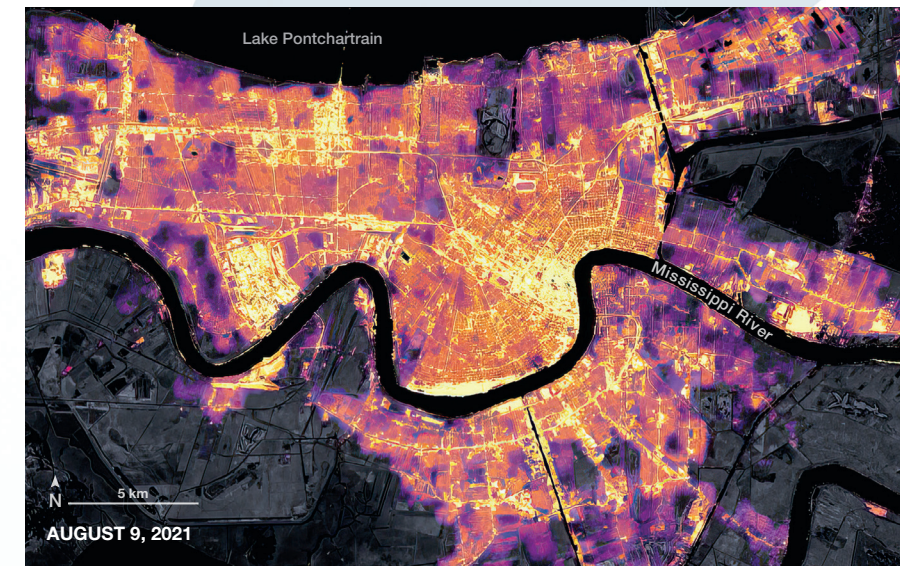 Lake Pontchartrain
Mississippi River
N
5 km
AUGUST 9, 2021